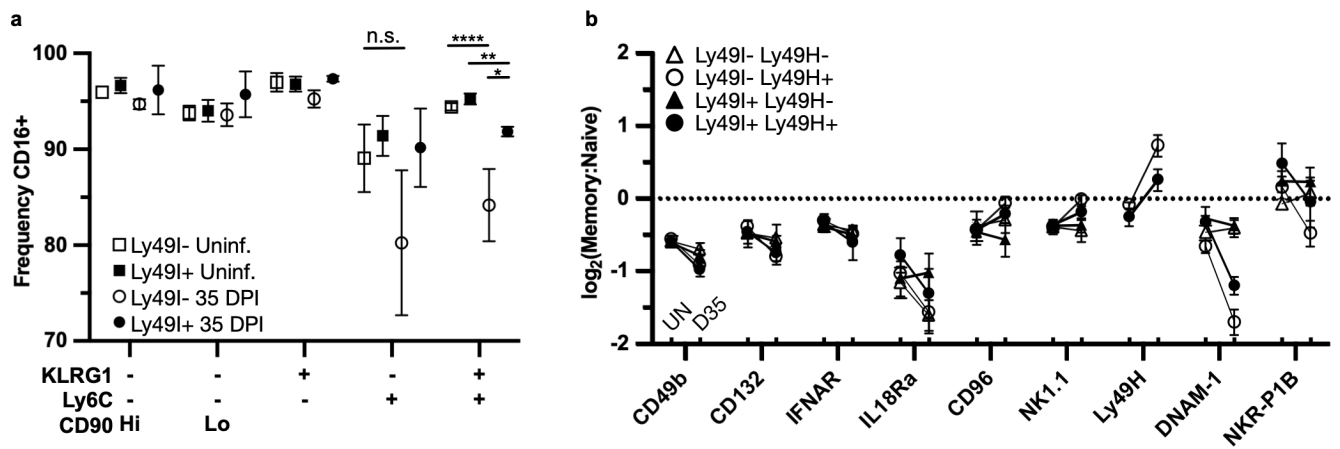 a
n.s.
****
**
*
100
90
80
70
Frequency CD16+
Ly49I- Uninf.
Ly49I+ Uninf.
Ly49I- 35 DPI
Ly49I+ 35 DPI
KLRG1 - - + - +
Ly6C - - - + +
CD90 Hi Lo
b
2
1
0
-1
-2
log2(Memory:Naive)
Ly49I- Ly49H-
Ly49I- Ly49H+
Ly49I+ Ly49H-
Ly49I+ Ly49H+
UN
D35
CD49b
CD132
IFNAR
IL18Ra
CD96
NK1.1
Ly49H
DNAM-1
NKR-P1B